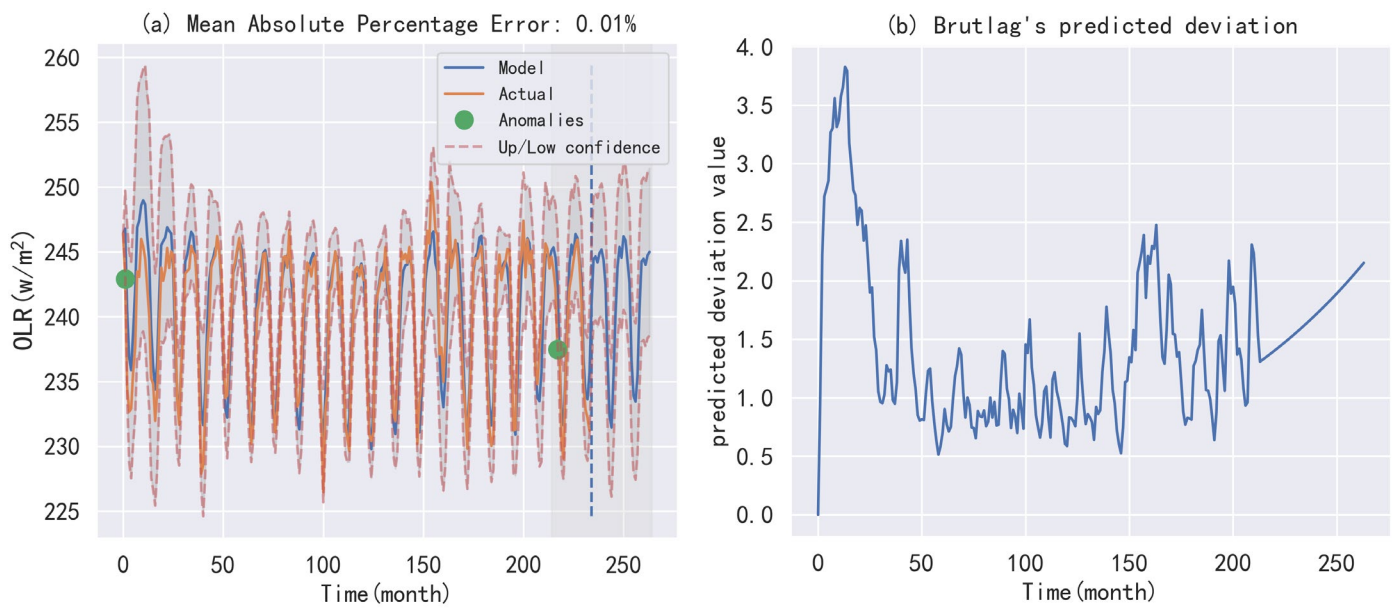 (a) Mean Absolute Percentage Error: 0.01%
260
255
250
245
240
235
230
225
OLR(w/m²)
Model
Actual
Anomalies
Up/Low confidence
0 50 100 150 200 250
Time(month)
(b) Brutlag's predicted deviation
4.0
3.5
3.0
2.5
2.0
1.5
1.0
0.5
0.0
predicted deviation value
0 50 100 150 200 250
Time(month)